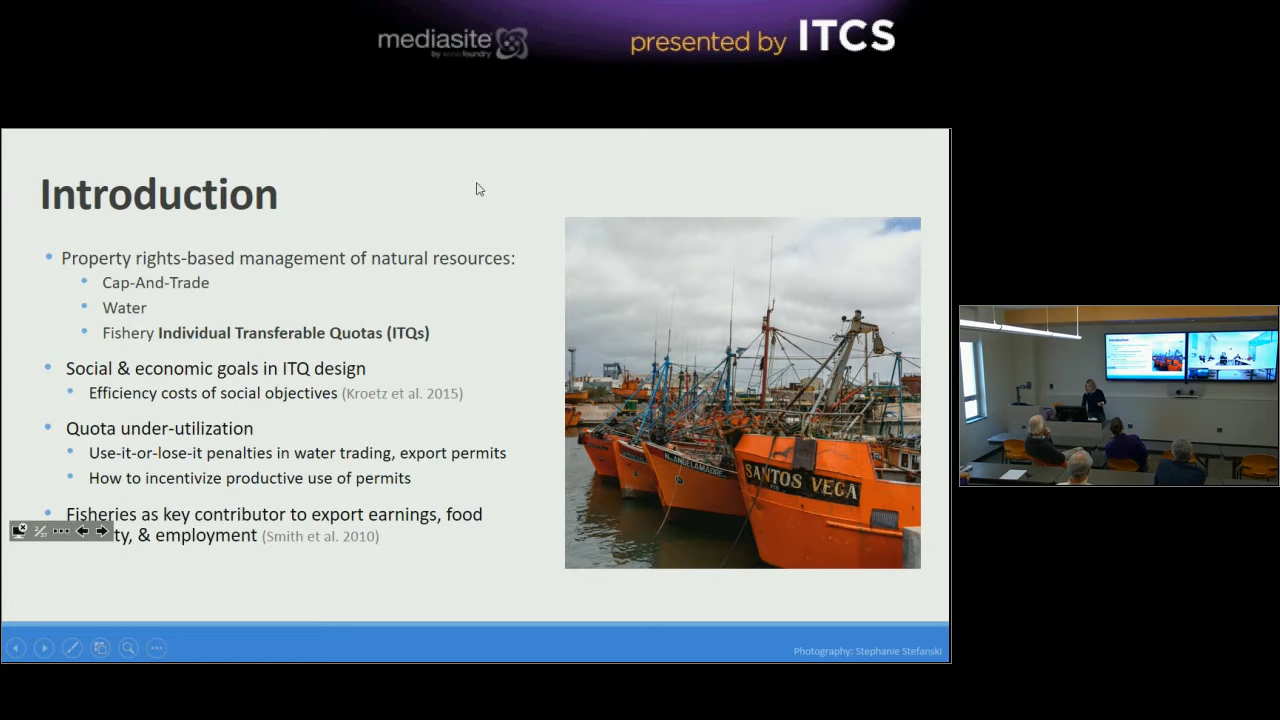 mediasite
by sonicfoundry
presented by ITCS
Introduction
Property rights-based management of natural resources:
Cap-And-Trade
Water
Fishery Individual Transferable Quotas (ITQs)
Social & economic goals in ITQ design
Efficiency costs of social objectives (Kroetz et al. 2015)
Quota under-utilization
Use-it-or-lose-it penalties in water trading, export permits
How to incentivize productive use of permits
Fisheries as key contributor to export earnings, food
ty, & employment (Smith et al. 2010)
SANTOS VEGA
Photography: Stephanie Stefanski
Introduction